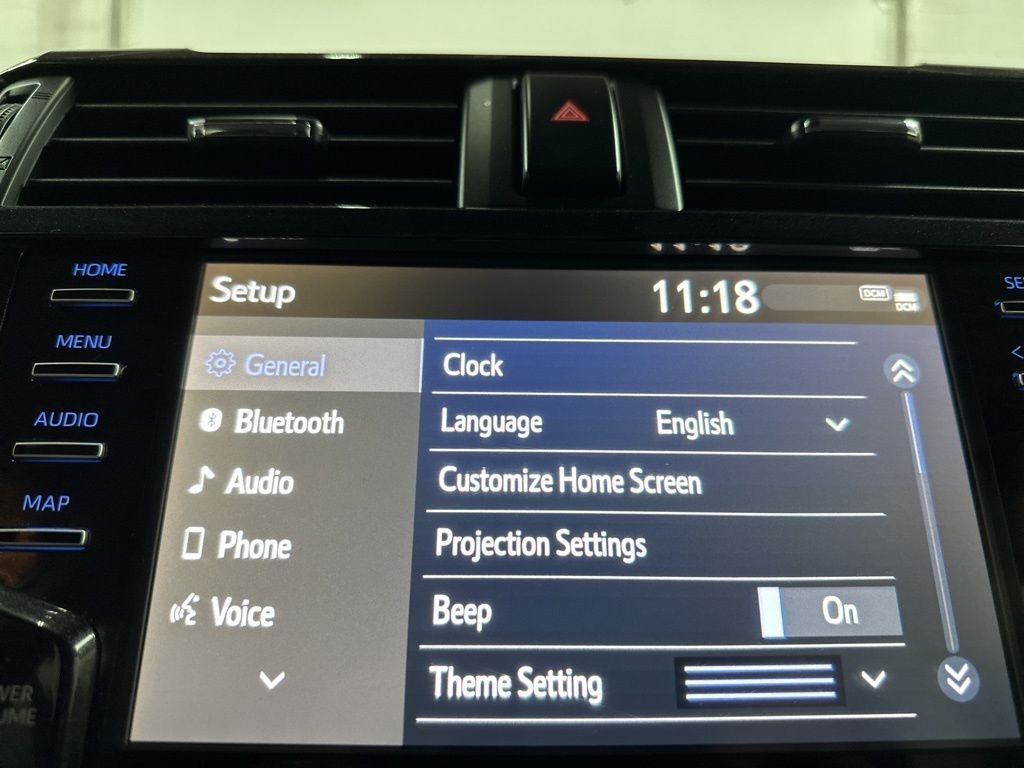 HOME
MENU
AUDIO
MAP
Setup
11:18
DCM
DCM
General
Bluetooth
Audio
Phone
Voice
Clock
Language English
Customize Home Screen
Projection Settings
Beep On
Theme Setting